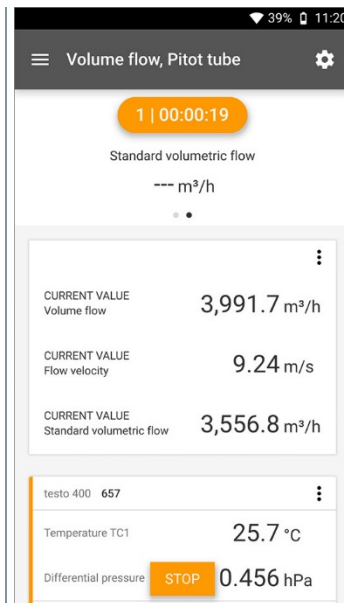 39% 11:20
Volume flow, Pitot tube
1 | 00:00:19
Standard volumetric flow
--- m³/h
CURRENT VALUE
Volume flow
3,991.7 m³/h
CURRENT VALUE
Flow velocity
9.24 m/s
CURRENT VALUE
Standard volumetric flow
3,556.8 m³/h
testo 400 657
Temperature TC1 25.7 °C
Differential pressure STOP 0.456 hPa